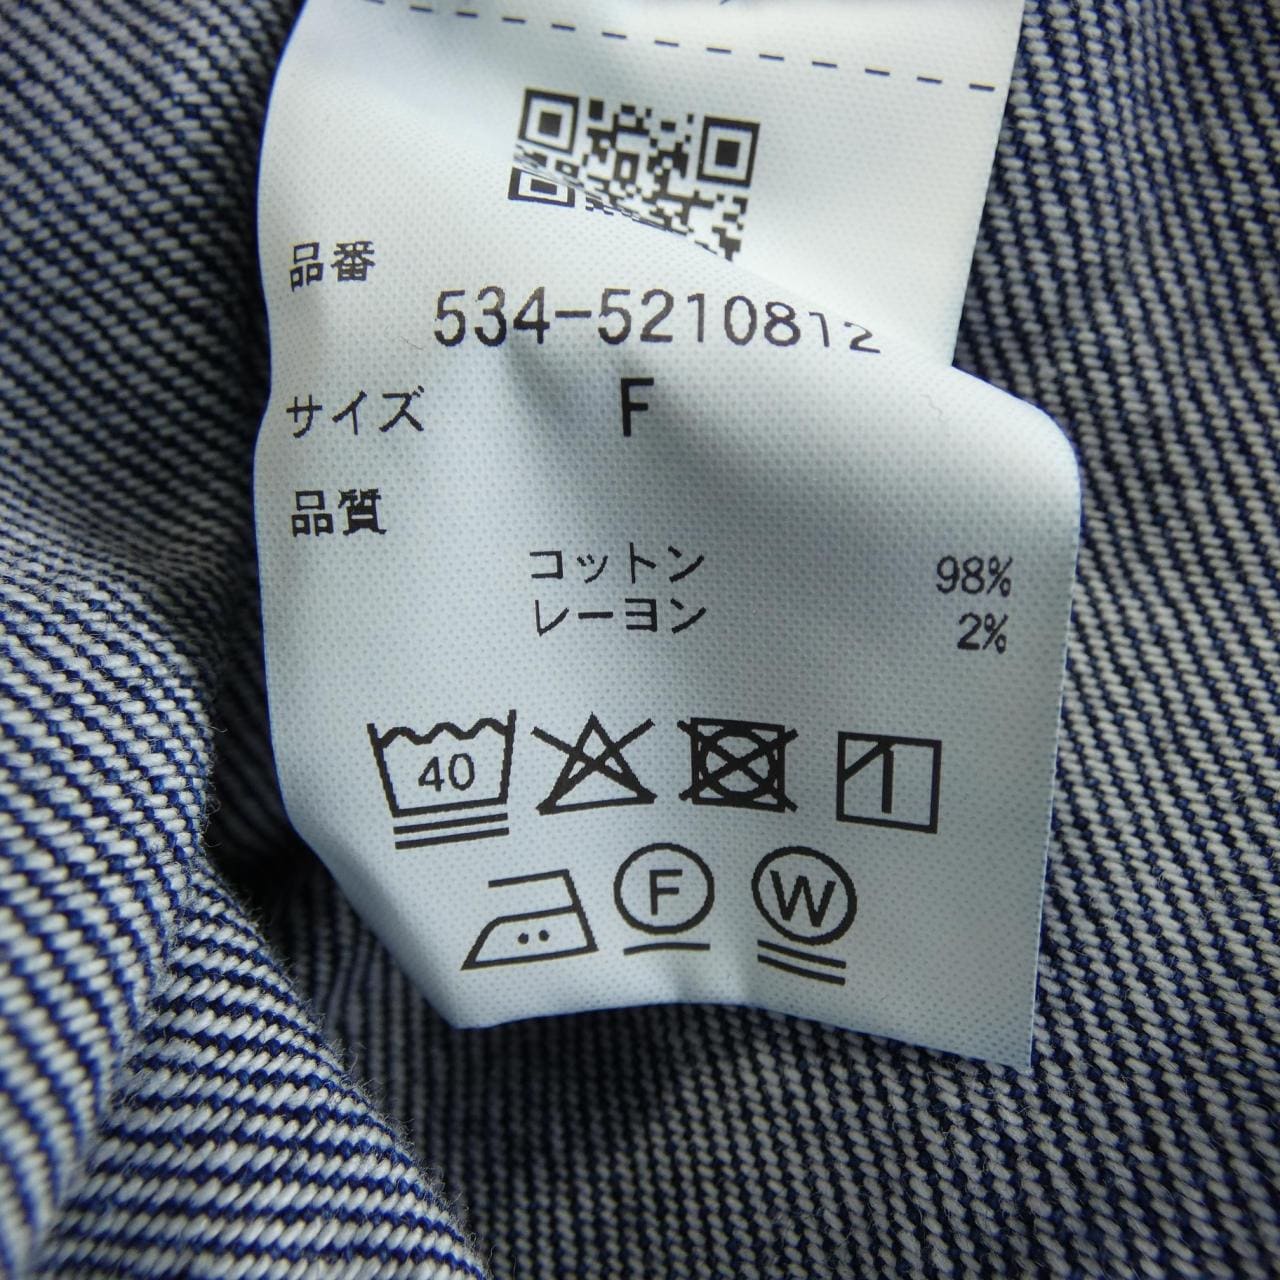 品番
534-5210812
サイズ F
品質
コットン 98%
レーヨン 2%
40
F W